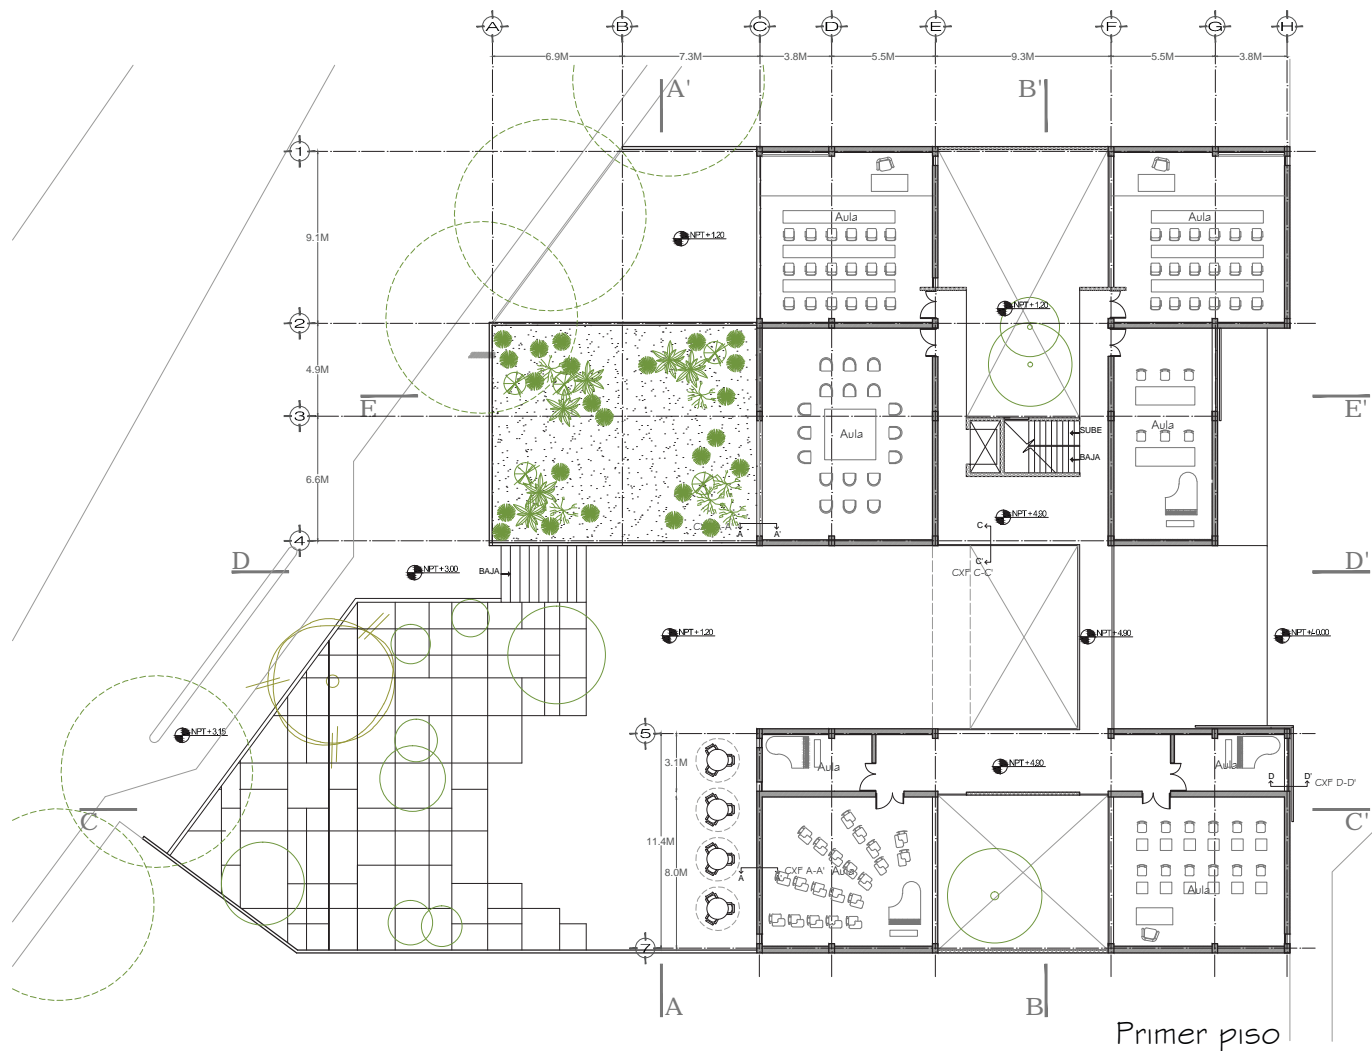 A B C D E F G H
6.9M 7.3M 3.8M 5.5M 9.3M 5.5M 3.8M
A' B'
1
Aula Aula
9.1M NPT + 1,20
NPT + 1,20
2
4.9M
E E'
3
Aula SUBE Aula
BAJA
6.6M
NPT + 4,90
C
A A'
4
C'
D BAJA CXF C-C' D'
NPT + 3,00
NPT + 1,20 NPT + 4,90 NPT +/-0,00
NPT + 3,15
5
3.1M Aula NPT + 4,90 Aula
D D' CXF D-D'
C C'
11.4M
8.0M CXF A-A' Aula
A
Aula
7
A B
Primer piso